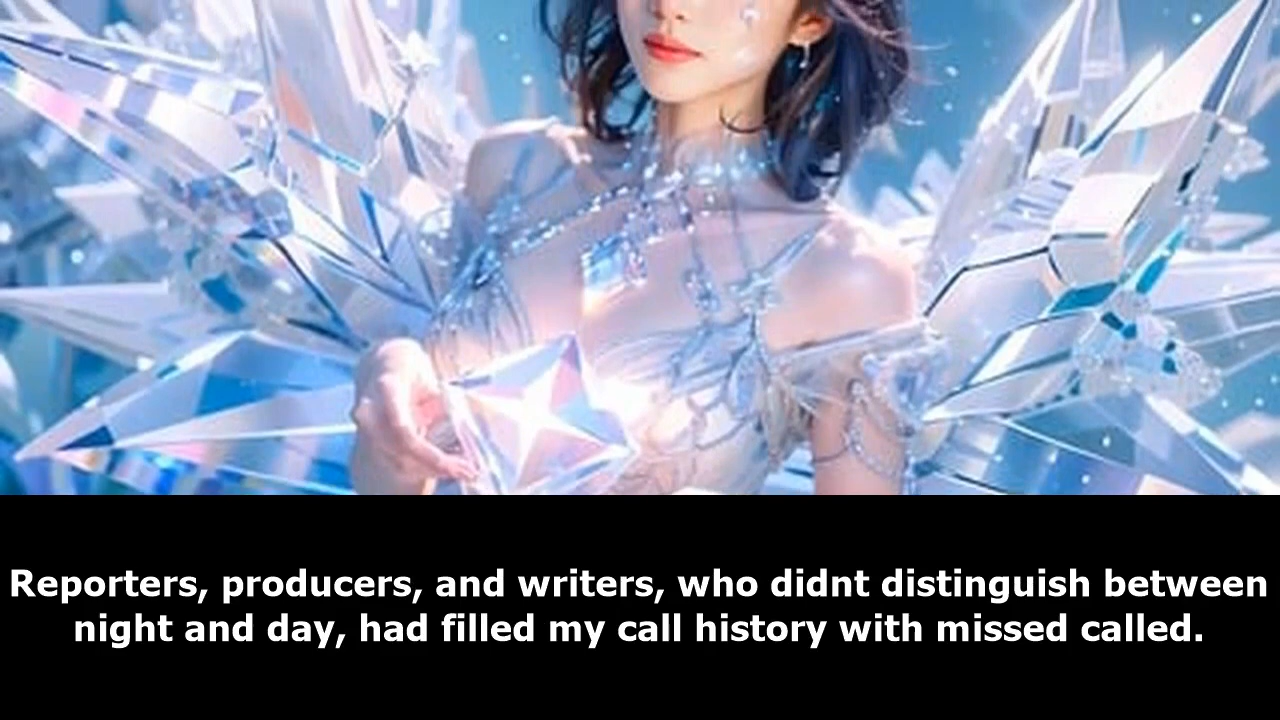 Reporters, producers, and writers, who didnt distinguish between
night and day, had filled my call history with missed called.